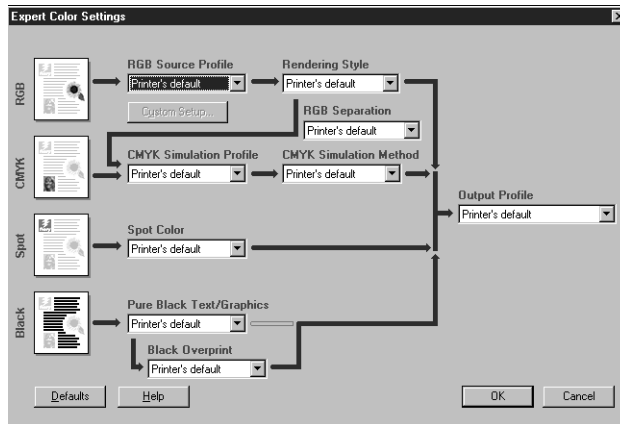 Expert Color Settings
RGB
RGB Source Profile
Printer's default
Custom Setup...
Rendering Style
Printer's default
RGB Separation
Printer's default
CMYK
CMYK Simulation Profile
Printer's default
CMYK Simulation Method
Printer's default
Output Profile
Printer's default
Spot
Spot Color
Printer's default
Black
Pure Black Text/Graphics
Printer's default
Black Overprint
Printer's default
Defaults
Help
OK
Cancel